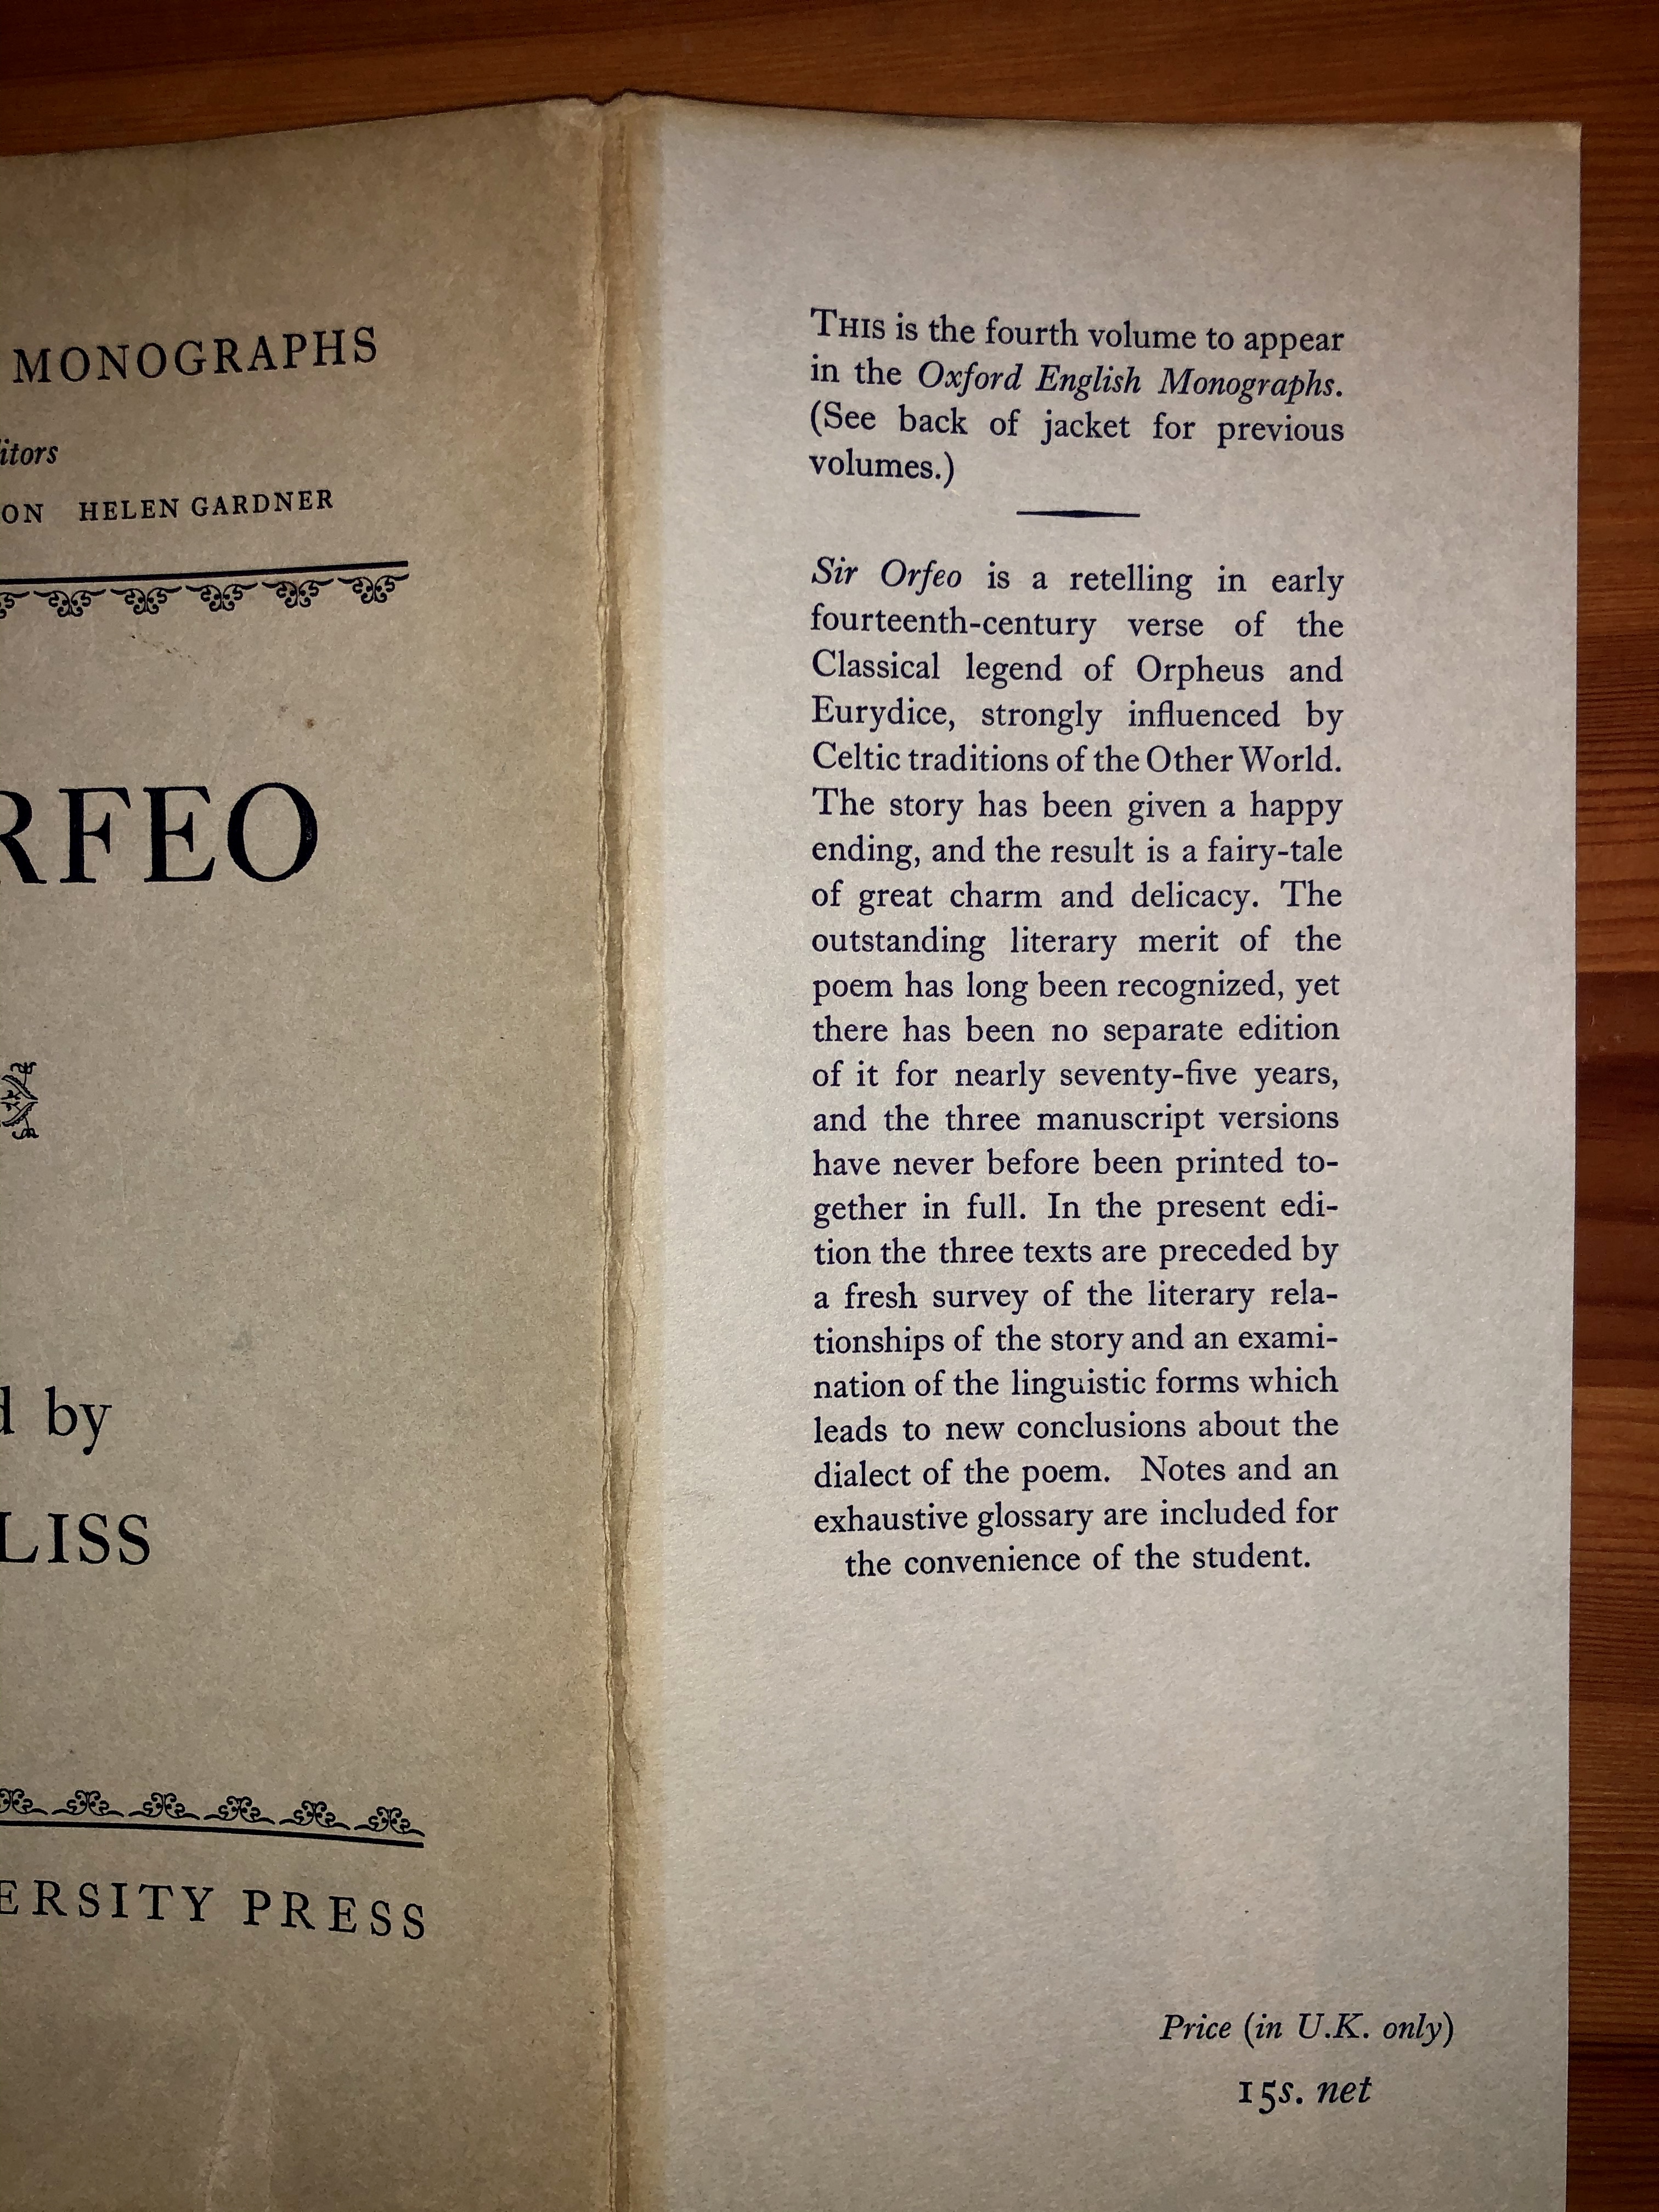 MONOGRAPHS
itors
ON HELEN GARDNER
RFEO
d by
LISS
ERSITY PRESS
THIS is the fourth volume to appear
in the Oxford English Monographs.
(See back of jacket for previous
volumes.)
Sir Orfeo is a retelling in early
fourteenth-century verse of the
Classical legend of Orpheus and
Eurydice, strongly influenced by
Celtic traditions of the Other World.
The story has been given a happy
ending, and the result is a fairy-tale
of great charm and delicacy. The
outstanding literary merit of the
poem has long been recognized, yet
there has been no separate edition
of it for nearly seventy-five years,
and the three manuscript versions
have never before been printed to-
gether in full. In the present edi-
tion the three texts are preceded by
a fresh survey of the literary rela-
tionships of the story and an exami-
nation of the linguistic forms which
leads to new conclusions about the
dialect of the poem. Notes and an
exhaustive glossary are included for
the convenience of the student.
Price (in U.K. only)
15s. net